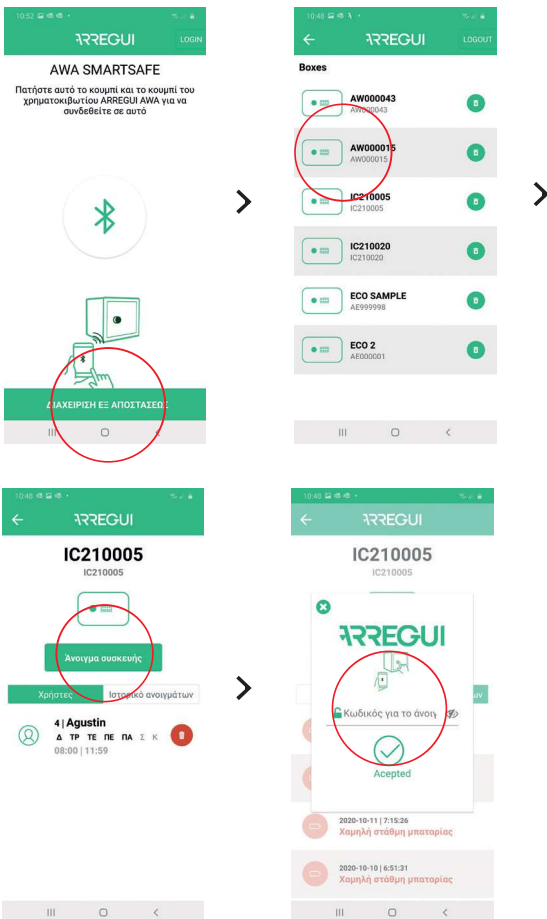 10:52
ARREGUI
LOGIN
AWA SMARTSAFE
Πατήστε αυτό το κουμπί και το κουμπί του
χρηματοκιβωτίου ARREGUI AWA για να
συνδεθείτε σε αυτό
ΔΙΑΧΕΙΡΙΣΗ ΕΞ ΑΠΟΣΤΑΣΕΩΣ
10:48
ARREGUI
LOGOUT
Boxes
AW000043
AW000043
AW000015
AW000015
IC210005
IC210005
IC210020
IC210020
ECO SAMPLE
AE999998
ECO 2
AE000001
10:48
ARREGUI
IC210005
IC210005
Άνοιγμα συσκευής
Χρήστες
Ιστορικό ανοιγμάτων
4 | Agustin
Δ ΤΡ ΤΕ ΠΕ ΠΑ Σ Κ
08:00 | 11:59
10:48
ARREGUI
IC210005
IC210005
ARREGUI
Κωδικός για το άνοιγ
Acepted
ων
2020-10-11 | 7:15:26
Χαμηλή στάθμη μπαταρίας
2020-10-10 | 6:51:31
Χαμηλή στάθμη μπαταρίας